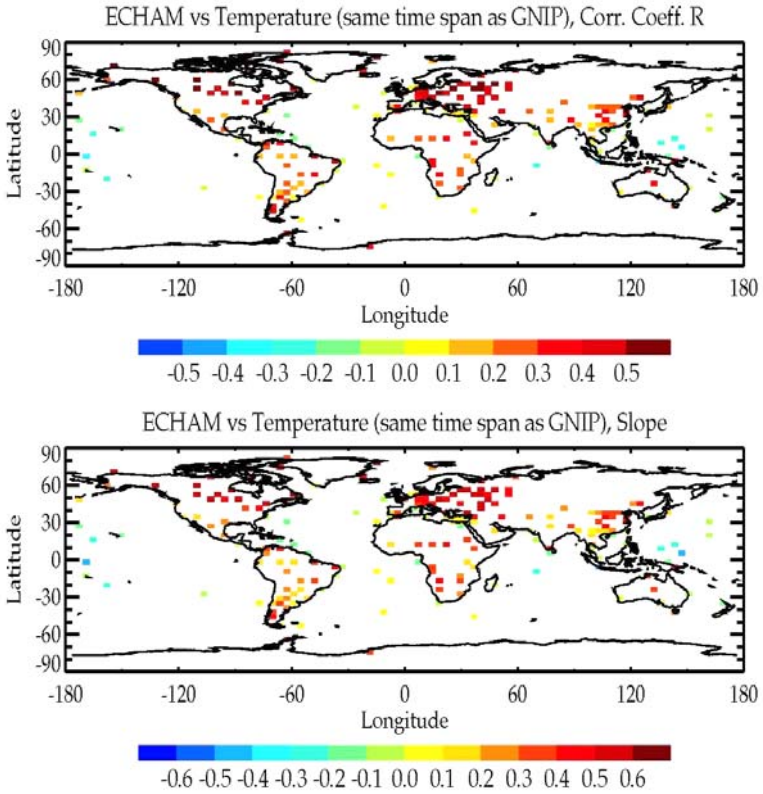 ECHAM vs Temperature (same time span as GNIP), Corr. Coeff. R
90
60
30
0
-30
-60
-90
Latitude
-180 -120 -60 0 60 120 180
Longitude
-0.5 -0.4 -0.3 -0.2 -0.1 0.0 0.1 0.2 0.3 0.4 0.5
ECHAM vs Temperature (same time span as GNIP), Slope
90
60
30
0
-30
-60
-90
Latitude
-180 -120 -60 0 60 120 180
Longitude
-0.6 -0.5 -0.4 -0.3 -0.2 -0.1 0.0 0.1 0.2 0.3 0.4 0.5 0.6